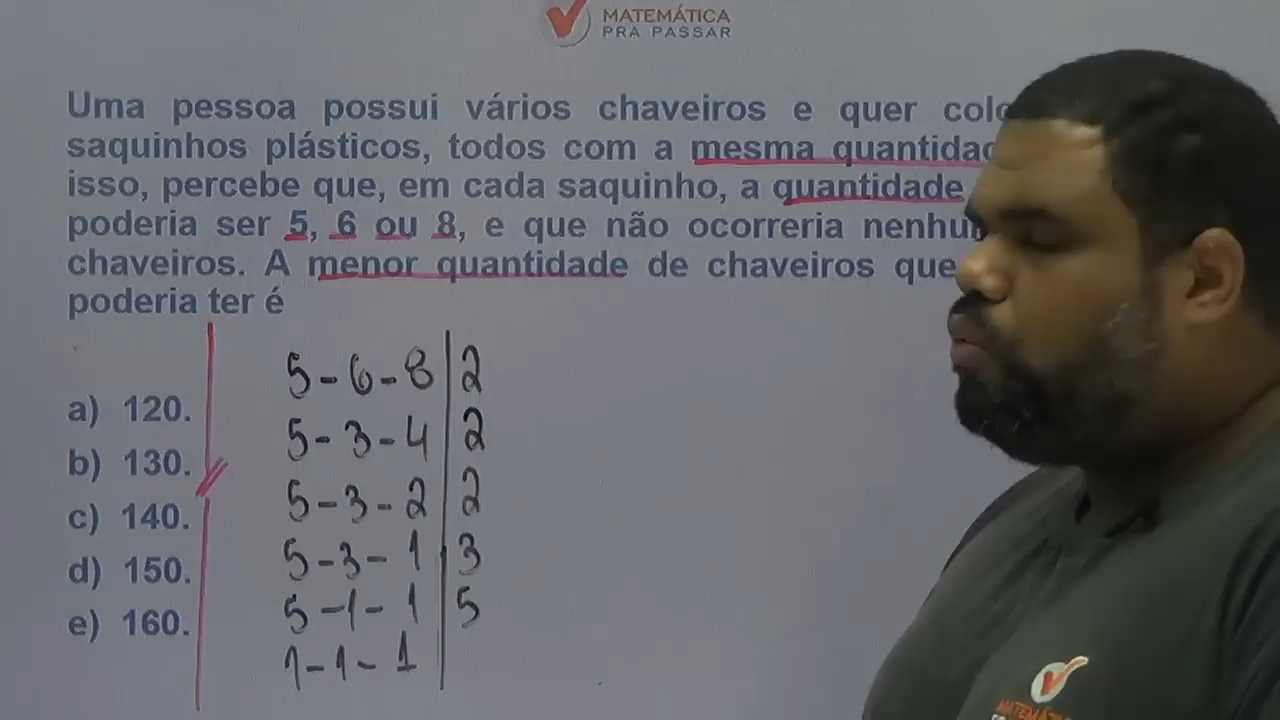 MATEMÁTICA
PRA PASSAR
Uma pessoa possui vários chaveiros e quer
saquinhos plásticos, todos com a mesma
isso, percebe que, em cada saquinho, a quantidade,
poderia ser 5, 6 ou 8, e que não ocorreria
chaveiros. A menor quantidade de chaveiros que
poderia ter é
a) 120.
b) 130.
c) 140.
d) 150.
e) 160.
5-6-8 2
5-3-4 2
5-3-2 2
5-3-1 3
5-1-1 5
1-1-1